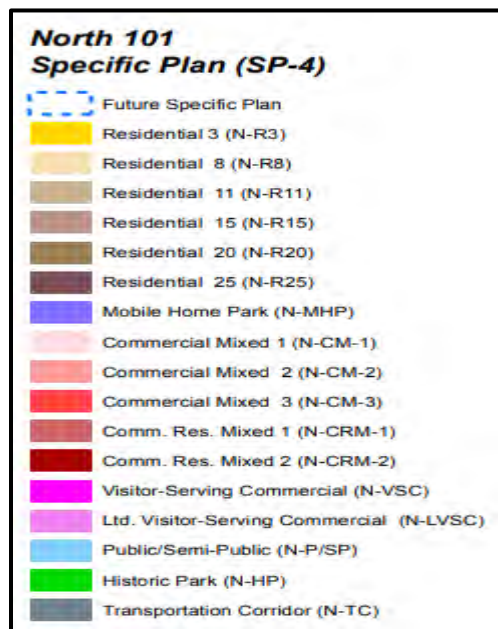 North 101
Specific Plan (SP-4)
Future Specific Plan
Residential 3 (N-R3)
Residential 8 (N-R8)
Residential 11 (N-R11)
Residential 15 (N-R15)
Residential 20 (N-R20)
Residential 25 (N-R25)
Mobile Home Park (N-MHP)
Commercial Mixed 1 (N-CM-1)
Commercial Mixed 2 (N-CM-2)
Commercial Mixed 3 (N-CM-3)
Comm. Res. Mixed 1 (N-CRM-1)
Comm. Res. Mixed 2 (N-CRM-2)
Visitor-Serving Commercial (N-VSC)
Ltd. Visitor-Serving Commercial (N-LVSC)
Public/Semi-Public (N-P/SP)
Historic Park (N-HP)
Transportation Corridor (N-TC)